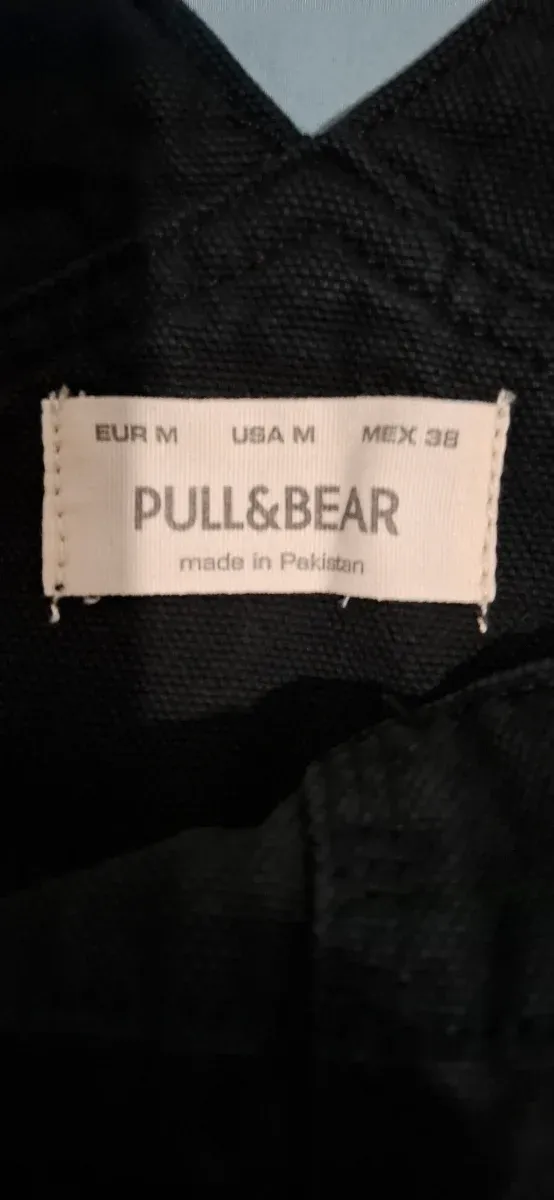 EUR M USA M MEX 38
PULL&BEAR
made in Pakistan